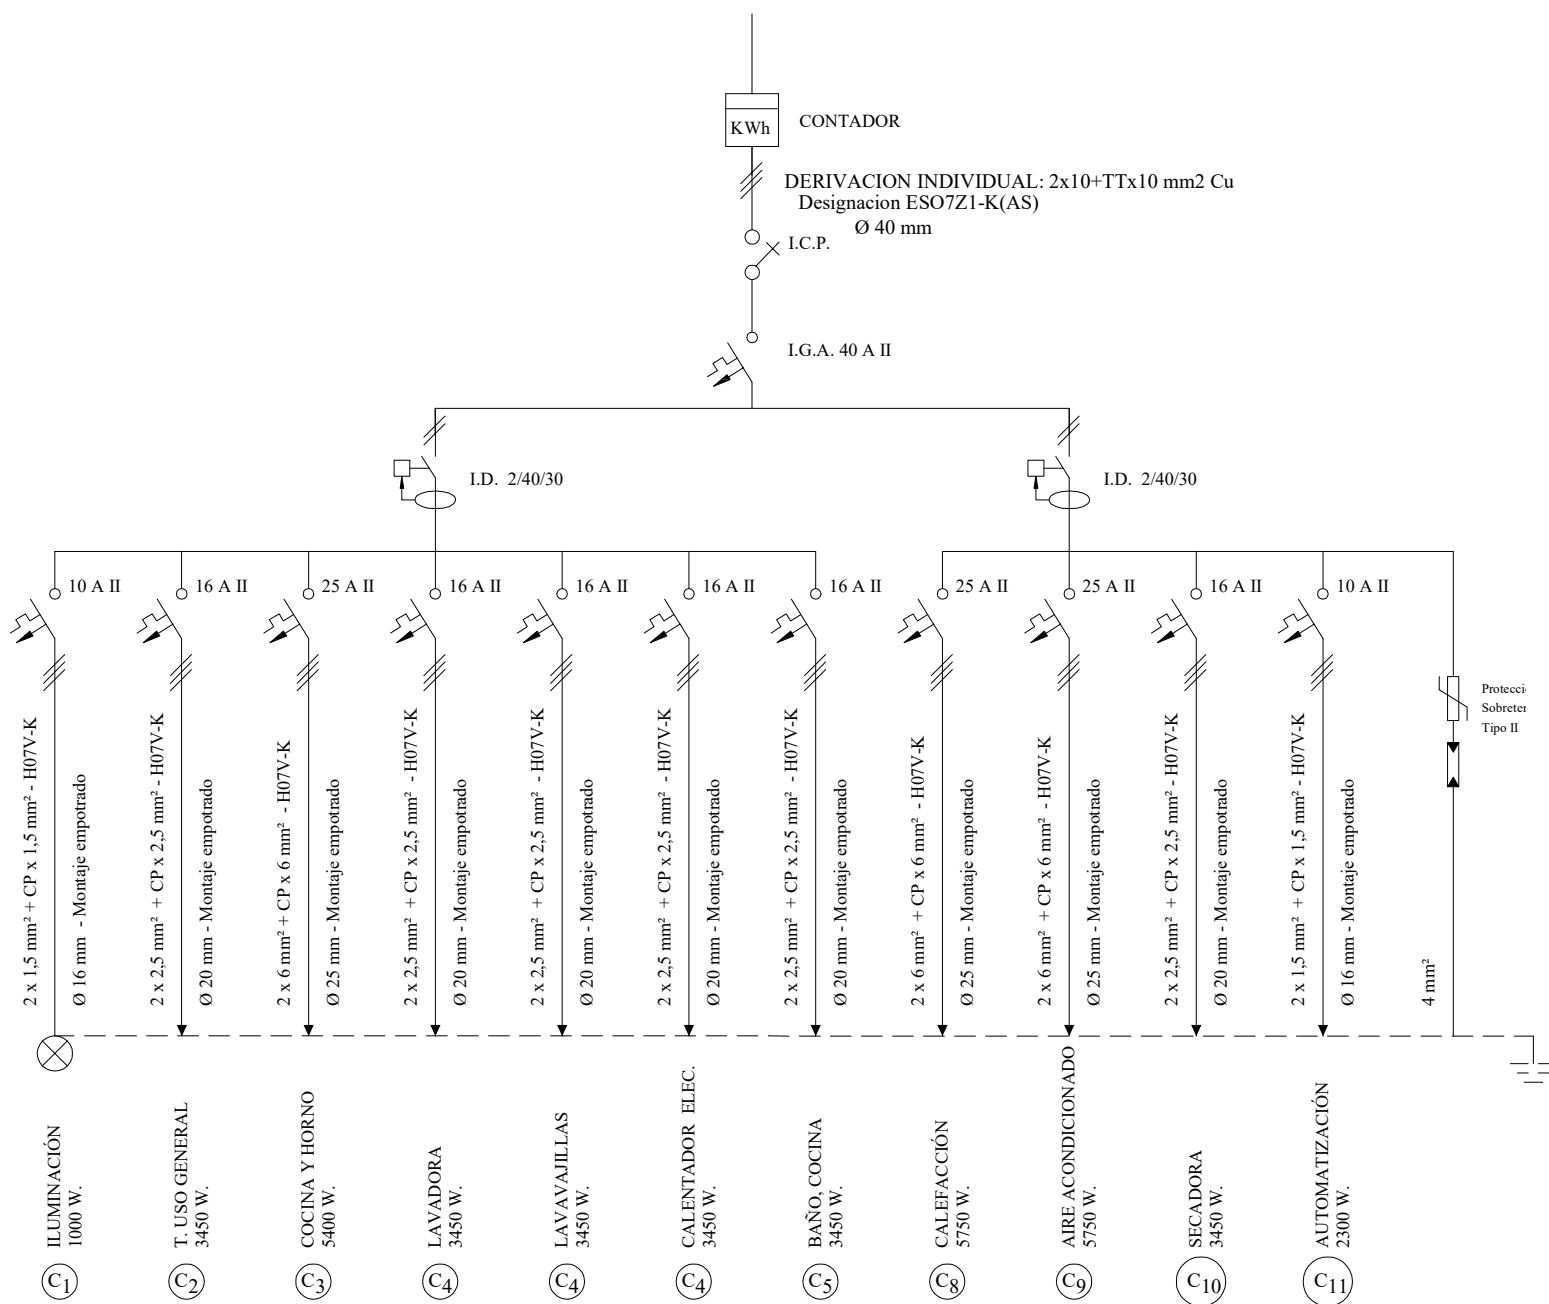 KWh
CONTADOR
DERIVACION INDIVIDUAL: 2x10+TTx10 mm2 Cu
Designacion ESO7Z1-K(AS)
Ø 40 mm
I.C.P.
I.G.A. 40 A II
I.D. 2/40/30
I.D. 2/40/30
10 A II
16 A II
25 A II
16 A II
16 A II
16 A II
16 A II
25 A II
25 A II
16 A II
10 A II
Protecci
Sobreter
Tipo II
2 x 1,5 mm² + CP x 1,5 mm² - H07V-K
Ø 16 mm - Montaje empotrado
2 x 2,5 mm² + CP x 2,5 mm² - H07V-K
Ø 20 mm - Montaje empotrado
2 x 6 mm² + CP x 6 mm² - H07V-K
Ø 25 mm - Montaje empotrado
2 x 2,5 mm² + CP x 2,5 mm² - H07V-K
Ø 20 mm - Montaje empotrado
2 x 2,5 mm² + CP x 2,5 mm² - H07V-K
Ø 20 mm - Montaje empotrado
2 x 2,5 mm² + CP x 2,5 mm² - H07V-K
Ø 20 mm - Montaje empotrado
2 x 2,5 mm² + CP x 2,5 mm² - H07V-K
Ø 20 mm - Montaje empotrado
2 x 6 mm² + CP x 6 mm² - H07V-K
Ø 25 mm - Montaje empotrado
2 x 6 mm² + CP x 6 mm² - H07V-K
Ø 25 mm - Montaje empotrado
2 x 2,5 mm² + CP x 2,5 mm² - H07V-K
Ø 20 mm - Montaje empotrado
2 x 1,5 mm² + CP x 1,5 mm² - H07V-K
Ø 16 mm - Montaje empotrado
4 mm²
ILUMINACIÓN
1000 W.
T. USO GENERAL
3450 W.
COCINA Y HORNO
5400 W.
LAVADORA
3450 W.
LAVAVAJILLAS
3450 W.
CALENTADOR ELEC.
3450 W.
BAÑO, COCINA
3450 W.
CALEFACCIÓN
5750 W.
AIRE ACONDICIONADO
5750 W.
SECADORA
3450 W.
AUTOMATIZACIÓN
2300 W.
C1
C2
C3
C4
C4
C4
C5
C8
C9
C10
C11